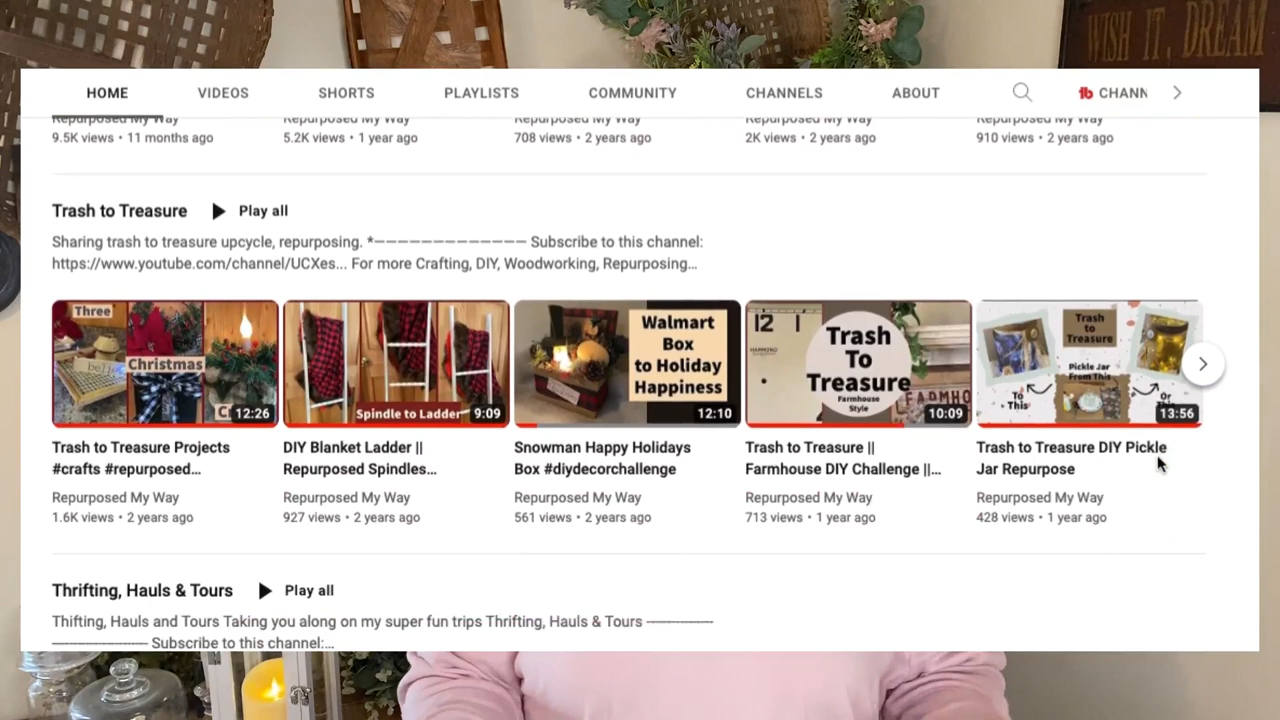 WISH IT, DREAM
HOME VIDEOS SHORTS PLAYLISTS COMMUNITY CHANNELS ABOUT CHANN
Repurposed My Way Repurposed My Way Repurposed My Way Repurposed My Way Repurposed My Way
9.5K views • 11 months ago 5.2K views • 1 year ago 708 views • 2 years ago 2K views • 2 years ago 910 views • 2 years ago
Trash to Treasure Play all
Sharing trash to treasure upcycle, repurposing. *—————————————— Subscribe to this channel:
https://www.youtube.com/channel/UCXes... For more Crafting, DIY, Woodworking, Repurposing...
Three
Christmas
12:26
Spindle to Ladder
9:09
Walmart
Box
to Holiday
Happiness
12:10
12
Trash
To
Treasure
Farmhouse
Style
10:09
Trash
to
Treasure
Pickle Jar
From This
To
This
Or
13:56
Trash to Treasure Projects
#crafts #repurposed...
Repurposed My Way
1.6K views • 2 years ago
DIY Blanket Ladder ||
Repurposed Spindles...
Repurposed My Way
927 views • 2 years ago
Snowman Happy Holidays
Box #diydecorchallenge
Repurposed My Way
561 views • 2 years ago
Trash to Treasure ||
Farmhouse DIY Challenge ||...
Repurposed My Way
713 views • 1 year ago
Trash to Treasure DIY Pickle
Jar Repurpose
Repurposed My Way
428 views • 1 year ago
Thrifting, Hauls & Tours Play all
Thifting, Hauls and Tours Taking you along on my super fun trips Thrifting, Hauls & Tours ——————
———————— Subscribe to this channel:...